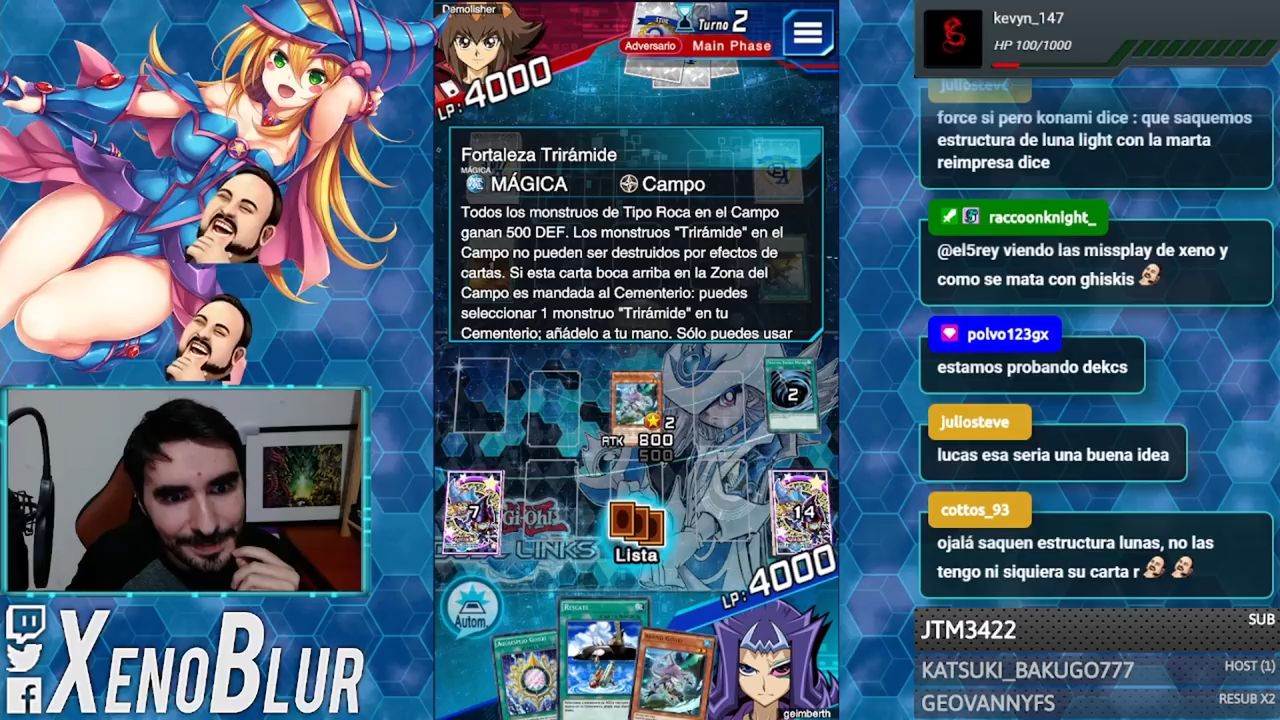 Demolisher
LP: 4000
Turno 2
Adversario
Main Phase
Fortaleza Trirámide
MÁGICA
MÁGICA
Campo
Todos los monstruos de Tipo Roca en el Campo
ganan 500 DEF. Los monstruos "Trirámide" en el
Campo no pueden ser destruidos por efectos de
cartas. Si esta carta boca arriba en la Zona del
Campo es mandada al Cementerio: puedes
seleccionar 1 monstruo "Trirámide" en tu
Cementerio; añádelo a tu mano. Sólo puedes usar
2
ATK 800
500
2
7
14
Lista
LINKS
Autom.
LP: 4000
RESCATE
geimberth
XENOBLUR
kevyn_147
HP 100/1000
juliosteve
force si pero konami dice : que saquemos
estructura de luna light con la marta
reimpresa dice
raccoonknight_
@el5rey viendo las missplay de xeno y
como se mata con ghiskis
polvo123gx
estamos probando dekcs
juliosteve
lucas esa seria una buena idea
cottos_93
ojalá saquen estructura lunas, no las
tengo ni siquiera su carta r
JTM3422
SUB
KATSUKI_BAKUGO777
HOST (1)
GEOVANNYFS
RESUB X2